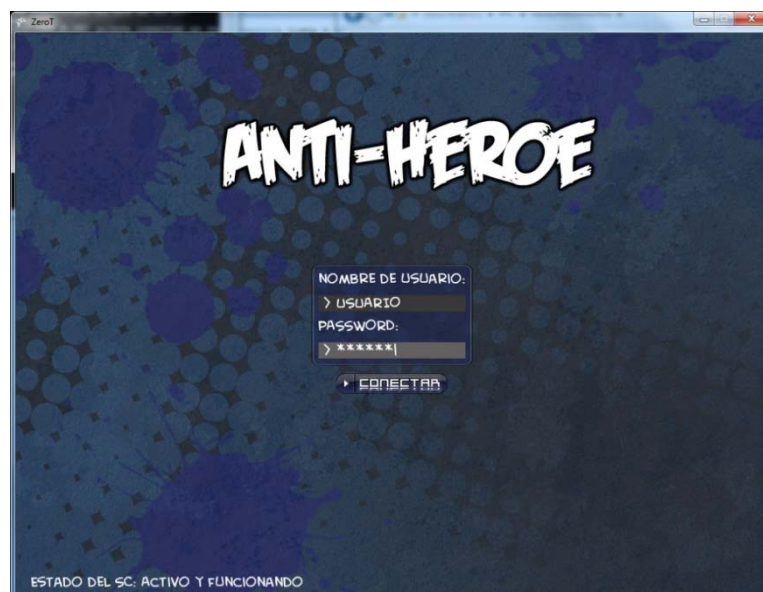 ZeroT
ANTI-HEROE
NOMBRE DE USUARIO:
> USUARIO
PASSWORD:
> ******|
CONECTAR
ESTADO DEL SC: ACTIVO Y FUNCIONANDO